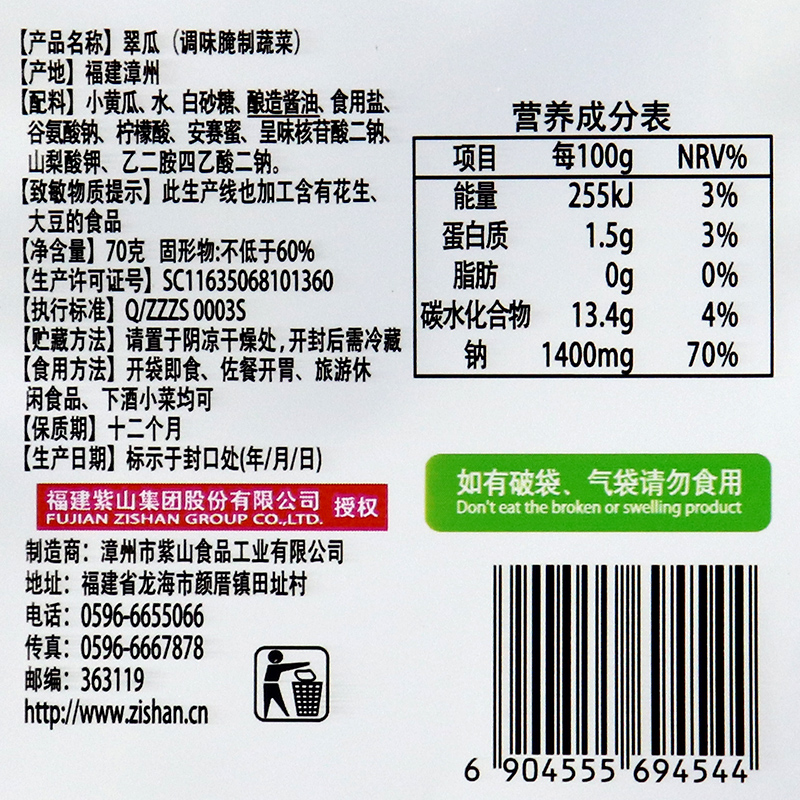 【产品名称】翠瓜（调味腌制蔬菜）
【产地】福建漳州
【配料】小黄瓜、水、白砂糖、酿造酱油、食用盐、
谷氨酸钠、柠檬酸、安赛蜜、呈味核苷酸二钠、
山梨酸钾、乙二胺四乙酸二钠。
【致敏物质提示】此生产线也加工含有花生、
大豆的食品
【净含量】70克 固形物:不低于60%
【生产许可证号】SC11635068101360
【执行标准】Q/ZZZS 0003S
【贮藏方法】请置于阴凉干燥处,开封后需冷藏
【食用方法】开袋即食、佐餐开胃、旅游休
闲食品、下酒小菜均可
【保质期】十二个月
【生产日期】标示于封口处(年/月/日)
福建紫山集团股份有限公司 授权
FUJIAN ZISHAN GROUP CO.,LTD.
制造商：漳州市紫山食品工业有限公司
地址：福建省龙海市颜厝镇田址村
电话：0596-6655066
传真：0596-6667878
邮编：363119
http://www.zishan.cn
营养成分表
项目 每100g NRV%
能量 255kJ 3%
蛋白质 1.5g 3%
脂肪 0g 0%
碳水化合物 13.4g 4%
钠 1400mg 70%
如有破袋、气袋请勿食用
Don't eat the broken or swelling product
6 904555 694544